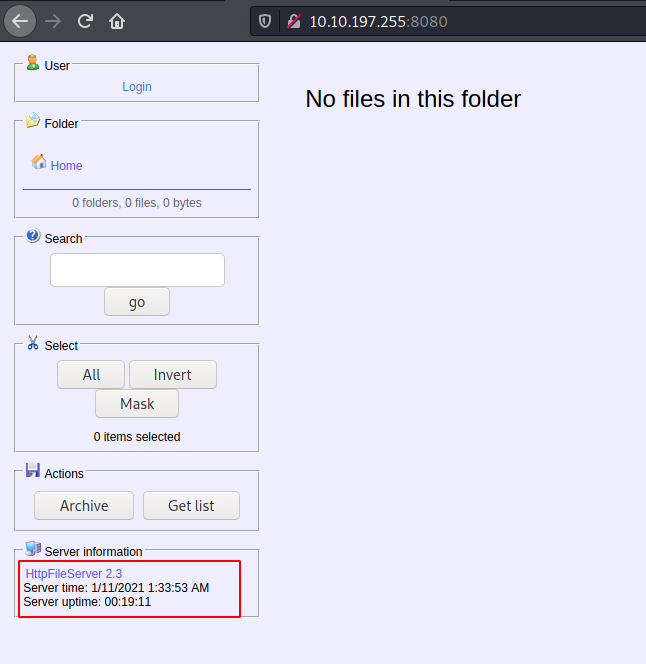 10.10.197.255:8080
User
Login
Folder
Home
0 folders, 0 files, 0 bytes
Search
go
Select
All Invert
Mask
0 items selected
Actions
Archive Get list
Server information
HttpFileServer 2.3
Server time: 1/11/2021 1:33:53 AM
Server uptime: 00:19:11
No files in this folder